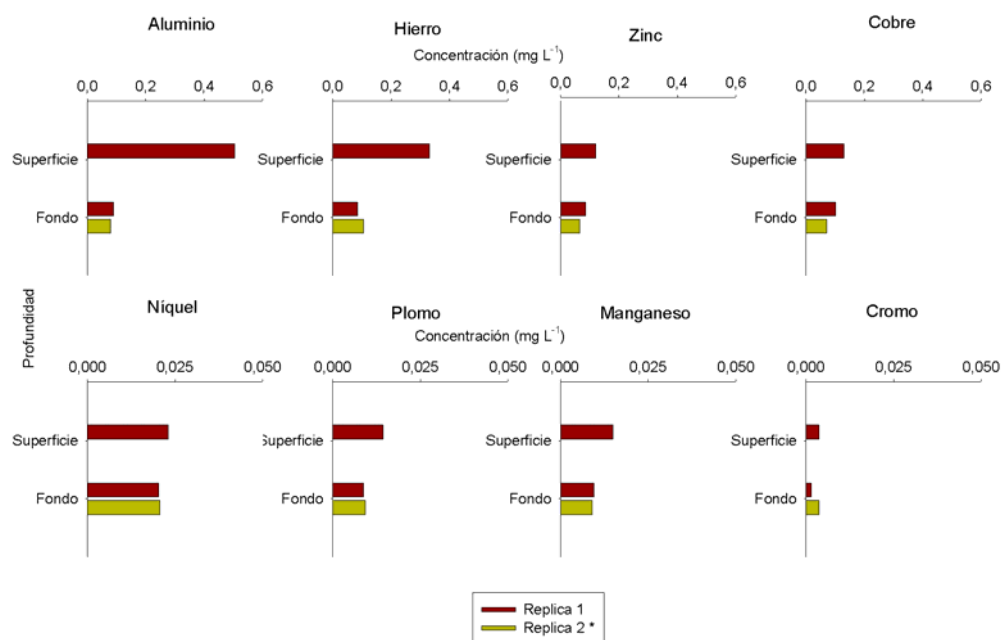 Aluminio
Hierro
Zinc
Cobre
Concentración (mg L⁻¹)
0,0 0,2 0,4 0,6
0,0 0,2 0,4 0,6
0,0 0,2 0,4 0,6
0,0 0,2 0,4 0,6
Superficie
Superficie
Superficie
Superficie
Fondo
Fondo
Fondo
Fondo
Profundidad
Níquel
Plomo
Manganeso
Cromo
Concentración (mg L⁻¹)
0,000 0,025 0,050
0,000 0,025 0,050
0,000 0,025 0,050
0,000 0,025 0,050
Superficie
Superficie
Superficie
Superficie
Fondo
Fondo
Fondo
Fondo
Replica 1
Replica 2 *